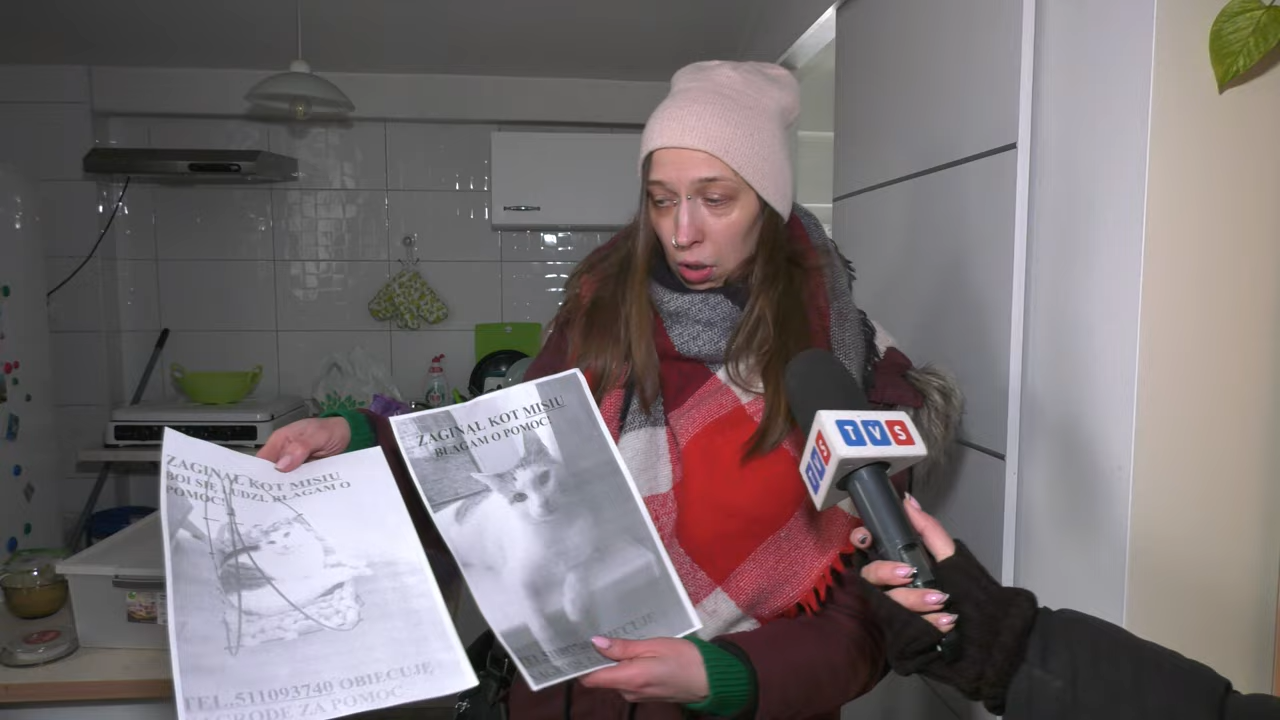 ZAGINĄŁ KOT MISIU
BOI SIĘ LUDZI. BŁAGAM O
POMOC!
TEL..511093740 OBIECUJĘ
NAGRODĘ ZA POMOC
ZAGINĄŁ KOT MISIU
BŁAGAM O POMOC!
TVS
TVS